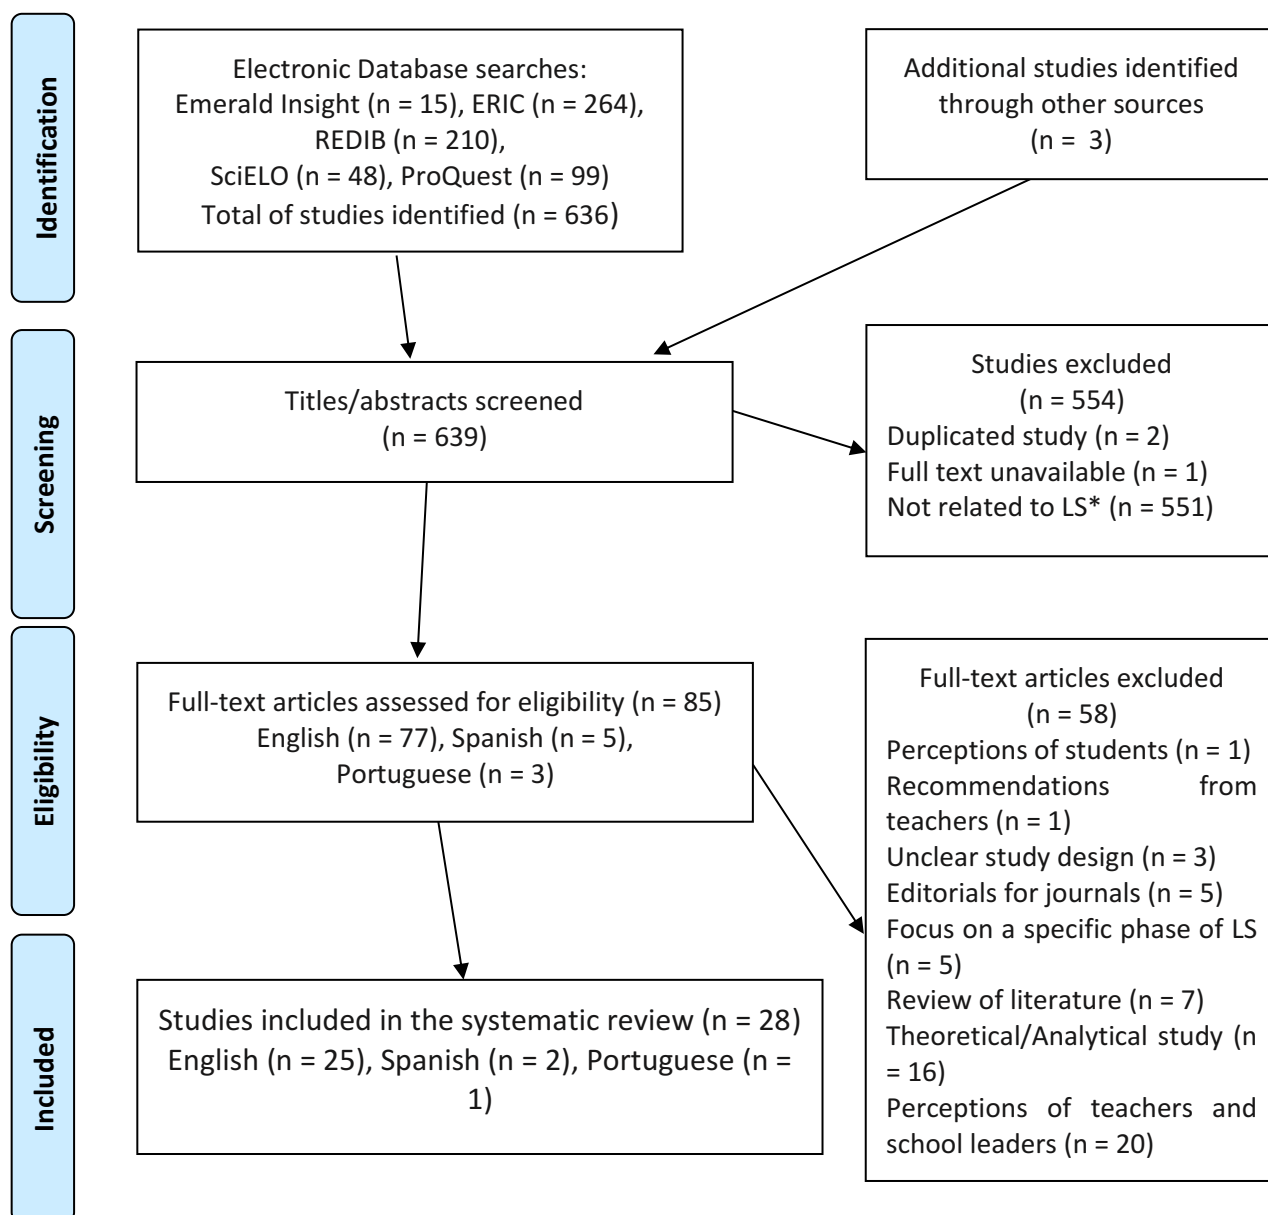 Identification
Electronic Database searches:
Emerald Insight (n = 15), ERIC (n = 264),
REDIB (n = 210),
SciELO (n = 48), ProQuest (n = 99)
Total of studies identified (n = 636)
Additional studies identified
through other sources
(n =  3)
Screening
Titles/abstracts screened
(n = 639)
Studies excluded
(n = 554)
Duplicated study (n = 2)
Full text unavailable (n = 1)
Not related to LS* (n = 551)
Eligibility
Full-text articles assessed for eligibility (n = 85)
English (n = 77), Spanish (n = 5),
Portuguese (n = 3)
Full-text articles excluded
(n = 58)
Perceptions of students (n = 1)
Recommendations from
teachers (n = 1)
Unclear study design (n = 3)
Editorials for journals (n = 5)
Focus on a specific phase of LS
(n = 5)
Review of literature (n = 7)
Theoretical/Analytical study (n
= 16)
Perceptions of teachers and
school leaders (n = 20)
Included
Studies included in the systematic review (n = 28)
English (n = 25), Spanish (n = 2), Portuguese (n =
1)